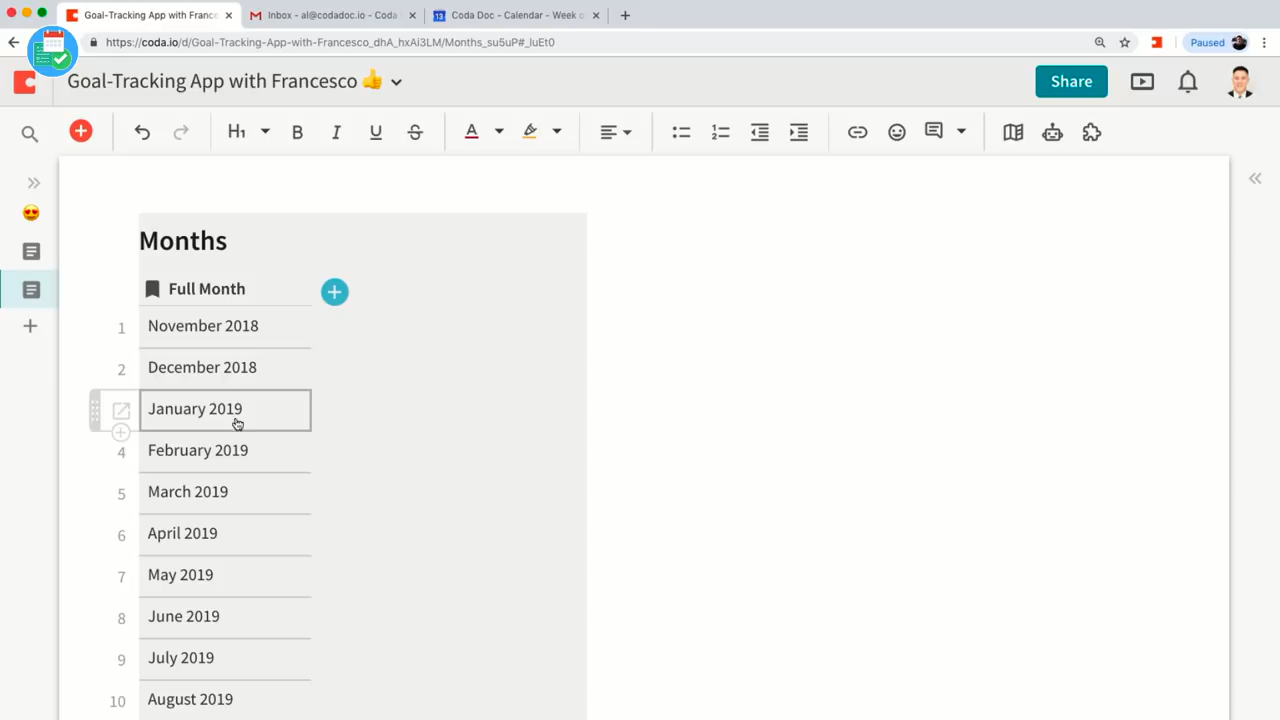 Goal-Tracking App with France
Inbox - al@codadoc.io - Coda
Coda Doc - Calendar - Week o
https://coda.io/d/Goal-Tracking-App-with-Francesco_dhA_hxAi3LM/Months_su5uP#_luEt0
Paused
Goal-Tracking App with Francesco 👍
Share
H1
B
I
U
S
A
Months
Full Month
1 November 2018
2 December 2018
January 2019
4 February 2019
5 March 2019
6 April 2019
7 May 2019
8 June 2019
9 July 2019
10 August 2019